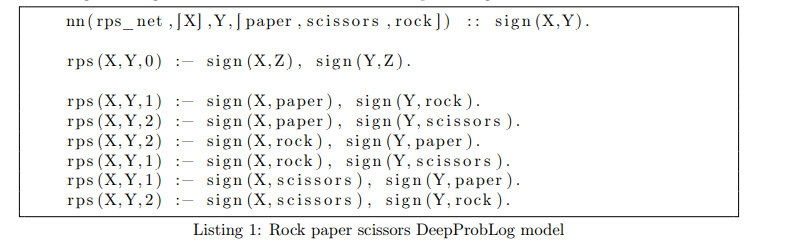 nn(rps_net,[X],Y,[paper,scissors,rock]) :: sign(X,Y).
rps(X,Y,0) :- sign(X,Z), sign(Y,Z).
rps(X,Y,1) :- sign(X,paper), sign(Y,rock).
rps(X,Y,2) :- sign(X,paper), sign(Y,scissors).
rps(X,Y,2) :- sign(X,rock), sign(Y,paper).
rps(X,Y,1) :- sign(X,rock), sign(Y,scissors).
rps(X,Y,1) :- sign(X,scissors), sign(Y,paper).
rps(X,Y,2) :- sign(X,scissors), sign(Y,rock).
Listing 1: Rock paper scissors DeepProbLog model